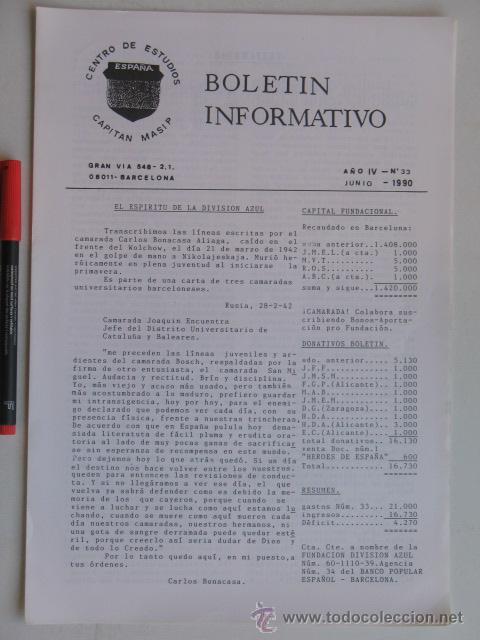 CENTRO DE ESTUDIOS
ESPAÑA
CAPITAN MASIP
BOLETIN
INFORMATIVO
GRAN VIA 548-2,1,
08011-BARCELONA
AÑO IV - Nº 33
JUNIO - 1990
EL ESPIRITU DE LA DIVISION AZUL
Transcribimos las líneas escritas por el
camarada Carlos Bonacasa Aliaga, caído en el
frente del Wolchow, el día 21 de marzo de 1942
en el golpe de mano a Nikolajeskaja. Murió he-
róicamente en plena juventud al iniciarse la
primavera.
Es parte de una carta de tres camaradas
universitarios barceloneses.
Rusia, 28-2-42
Camarada Joaquin Encuentra
Jefe del Distrito Universitario de
Cataluña y Baleares.
"me preceden las líneas juveniles y ar-
dientes del camarada Bosch, respaldadas por la
firma de otro entusiasta, el camarada San Mi
guel. Audacia y rectitud. Brío y disciplina.
Yo, más viejo y acaso más usado, pero también
más acostumbrado a lo maduro, prefiero guardar
mi intransigencia, hoy por hoy, para el enemi-
go declarado que podemos ver cada día, con su
presencia física, frente a nuestras trincheras.
De acuerdo con que en España pulula hoy dema-
siada literatura de fácil pluma y erudita ora-
toria al lado de muy pocas ganas de sacrificar
se sin esperanza de recompensa en este mundo.
Pero dejemos hoy lo que atrás quedó. Si un día
el destino nos hace volver entre los nuestros,
queden para entonces las revisiones de conduc-
ta. Y si no llegáramos a ver ese día, el que
vuelva ya sabrá defender como es debido la memo-
ria de los que cayeron, porque cuando se
viene a luchar y se lucha como aquí estamos lu
chando, cuando se muere como aquí mueren cada
día nuestros camaradas, nuestros hermanos, ni
una gota de sangre derramada puede quedar esté
ril, porque creerlo así sería dudar de Dios y
de todo lo Creado."
Por lo tanto quedo aquí, en mi puesto,a
tus órdenes.
Carlos Bonacasa.
CAPITAL FUNDACIONAL.
Recaudado en Barcelona:
suma anterior..1.408.000
J.M.E.L.(a cta.) 1.000
M.V.T. 5.000
R.O.S. 5.000
A.B.C.(a cta.). 1.000
suma y sigue...1.420.000
========
¡CAMARADA! Colabora sus-
cribiendo Bonos-Aporta-
ción pro Fundación.
DONATIVOS BOLETIN.
sdo. anterior..... 5.130
J.F.F. 1.000
J.M.S.M. 1.000
F.G.P.(Alicante). 1.000
M.A.B. 1.000
J.M.E.M. 1.000
D.G.(Zaragoza) 1.000
H.D.A. 1.000
H.D.A.(Alicante). 3.000
E.C.(Alicante) 1.000
total donativos.. 16.130
venta Doc. núm.1
"HEROES DE ESPAÑA" 600
Total........... 16.730
=======
RESUMEN.
gastos Núm. 33... 21.000
ingresos 16.730
Déficit.......... 4.270
======
Cta. Cte. a nombre de la
FUNDACION DIVISION AZUL
Núm. 60-1110-39.Agencia
Núm. 34 del BANCO POPULAR
ESPAÑOL - BARCELONA.
todocoleccion.net